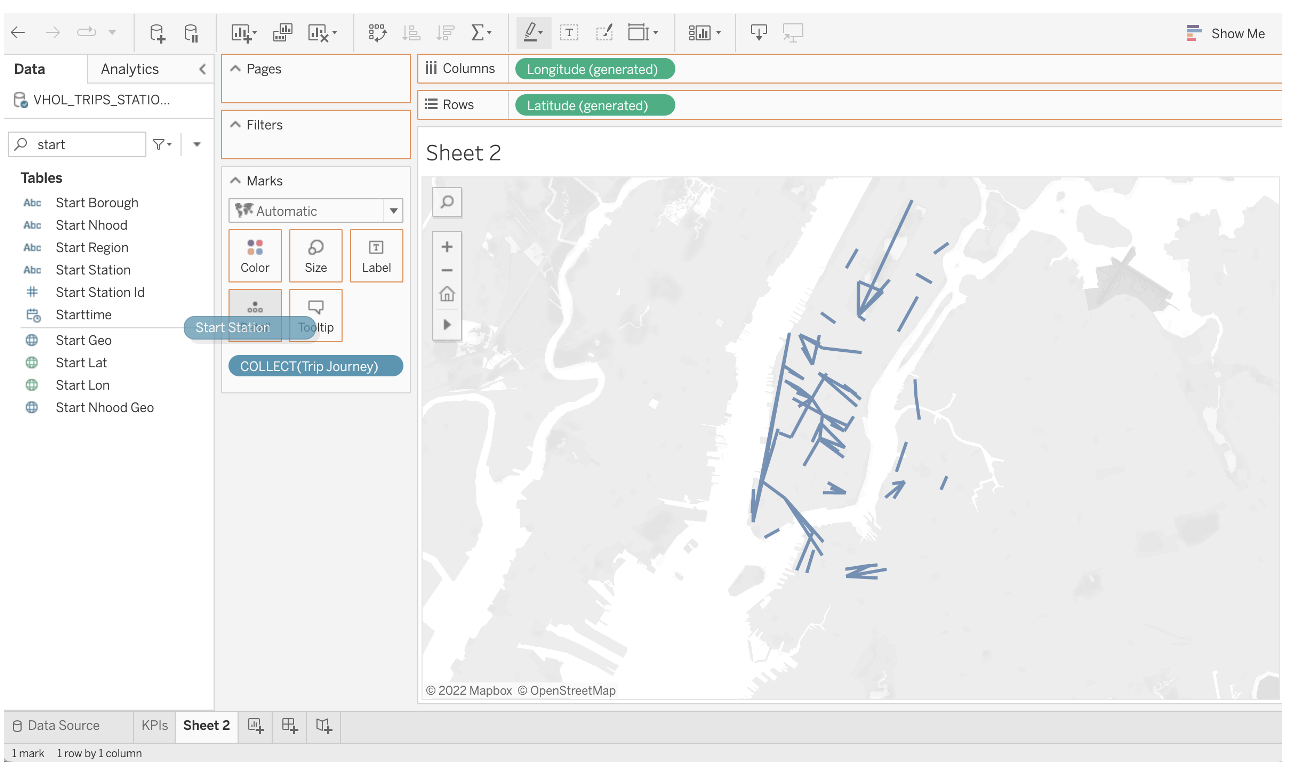 Show Me
Data
Analytics
VHOL_TRIPS_STATIO...
start
Tables
Abc Start Borough
Abc Start Nhood
Abc Start Region
Abc Start Station
# Start Station Id
Starttime
Start Geo
Start Lat
Start Lon
Start Nhood Geo
Pages
Filters
Marks
Automatic
Color
Size
T
Label
Start Station
Tooltip
COLLECT(Trip Journey)
Columns
Longitude (generated)
Rows
Latitude (generated)
Sheet 2
© 2022 Mapbox © OpenStreetMap
Data Source
KPIs
Sheet 2
1 mark 1 row by 1 column